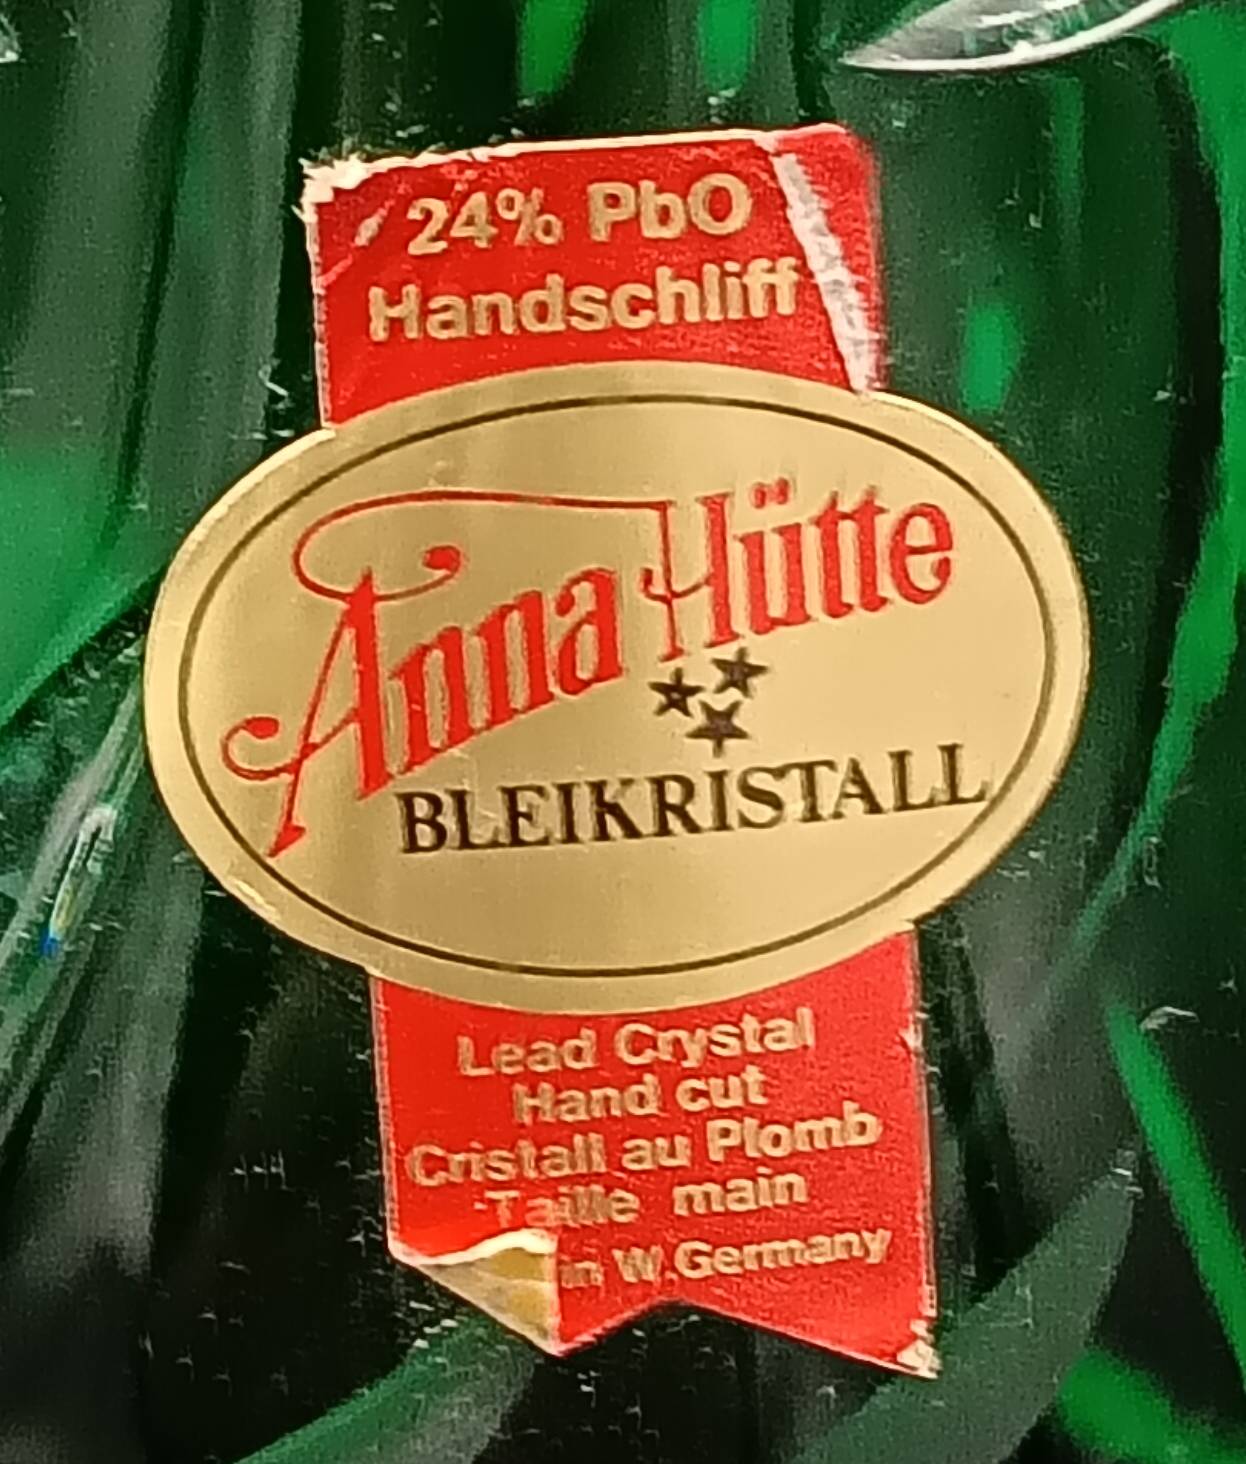 24% PbO
Handschliff
Anna Hütte
BLEIKRISTALL
Lead Crystal
Hand cut
Cristall au Plomb
Taille main
in W.Germany